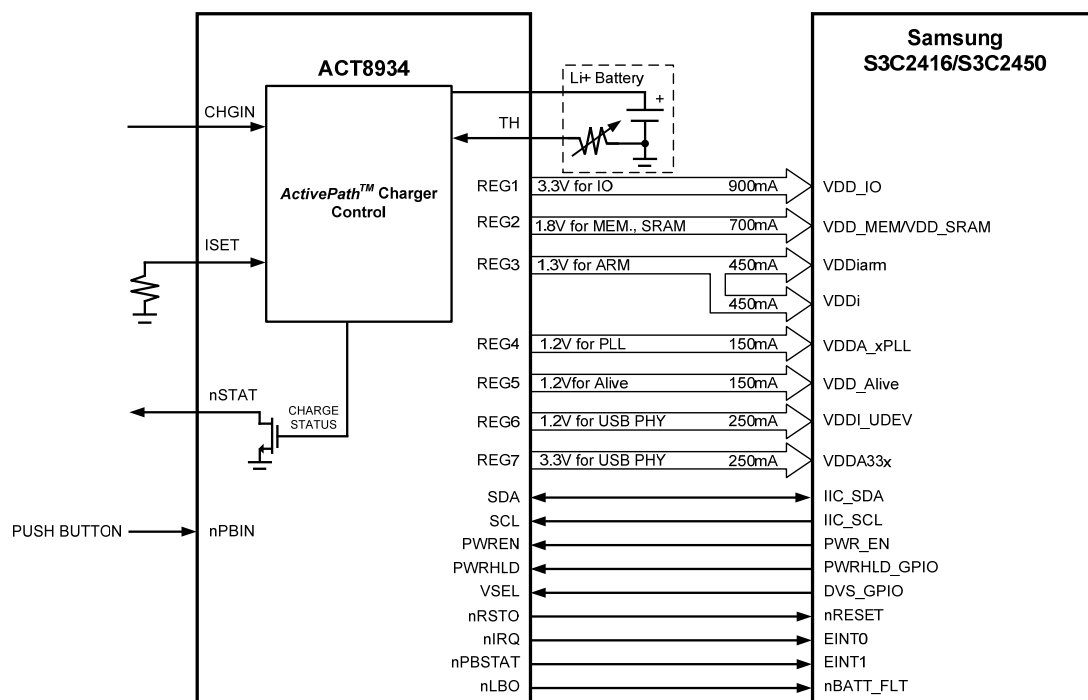 Samsung
S3C2416/S3C2450
ACT8934
Li+ Battery
+
CHGIN
TH
ActivePath™ Charger
Control
REG1 3.3V for IO 900mA VDD_IO
REG2 1.8V for MEM., SRAM 700mA VDD_MEM/VDD_SRAM
ISET
REG3 1.3V for ARM 450mA VDDiarm
450mA VDDi
REG4 1.2V for PLL 150mA VDDA_xPLL
REG5 1.2Vfor Alive 150mA VDD_Alive
nSTAT
CHARGE
STATUS
REG6 1.2V for USB PHY 250mA VDDI_UDEV
REG7 3.3V for USB PHY 250mA VDDA33x
SDA IIC_SDA
SCL IIC_SCL
PUSH BUTTON nPBIN
PWREN PWR_EN
PWRHLD PWRHLD_GPIO
VSEL DVS_GPIO
nRSTO nRESET
nIRQ EINT0
nPBSTAT EINT1
nLBO nBATT_FLT